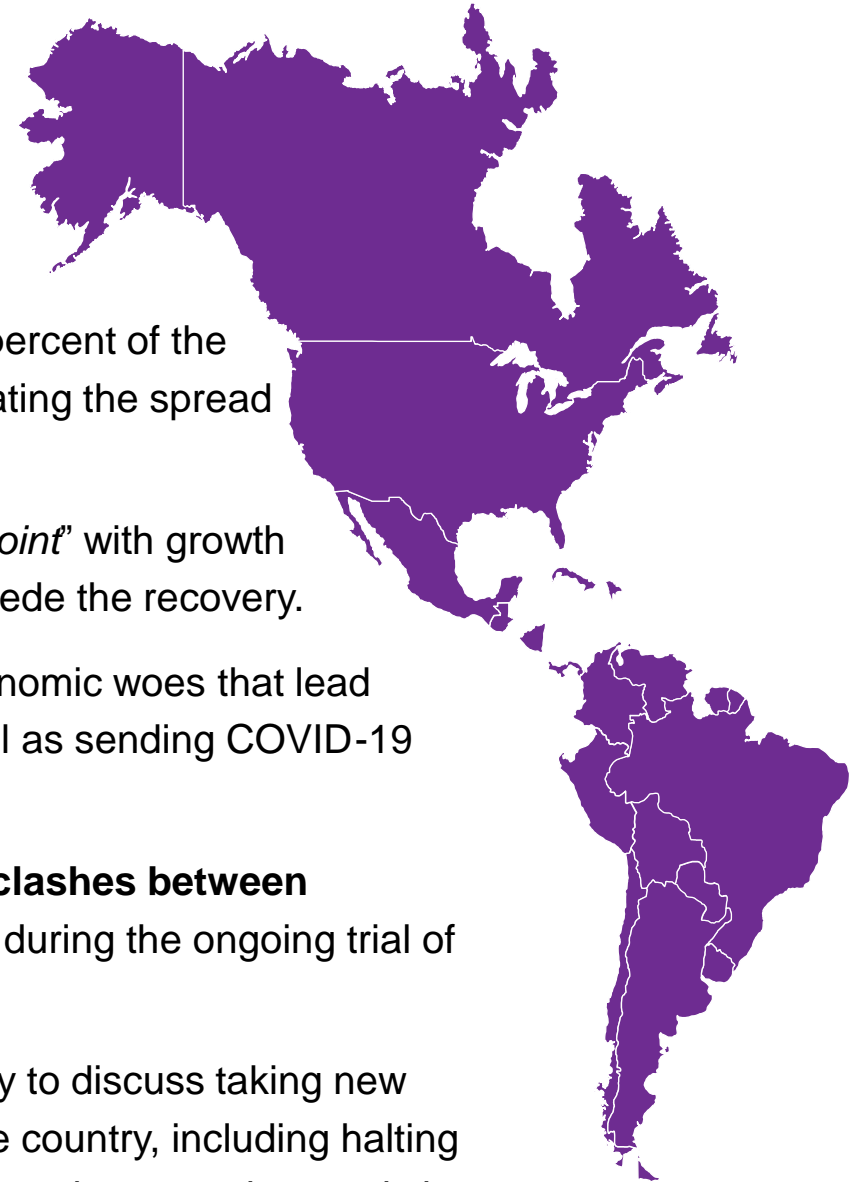 percent of the
ating the spread
oint” with growth
ede the recovery.
nomic woes that lead
l as sending COVID-19
clashes between
during the ongoing trial of
y to discuss taking new
e country, including halting